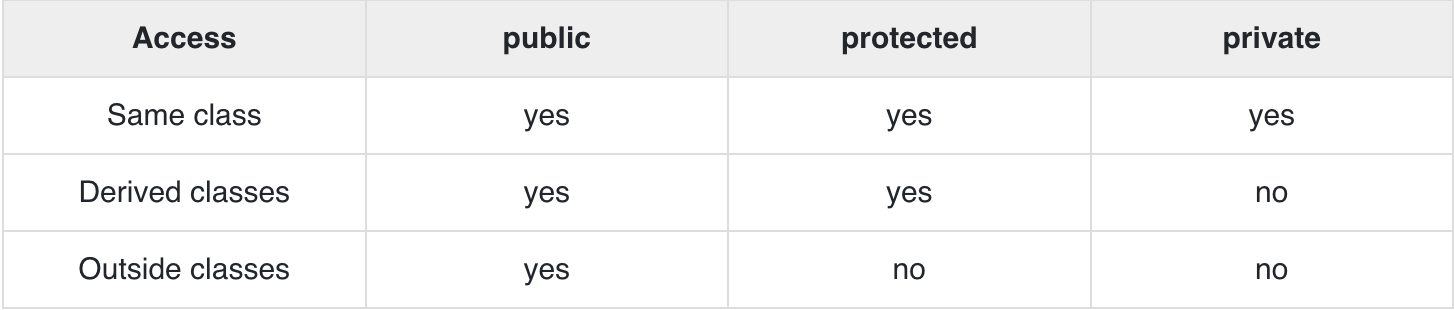 Access public protected private
Same class yes yes yes
Derived classes yes yes no
Outside classes yes no no